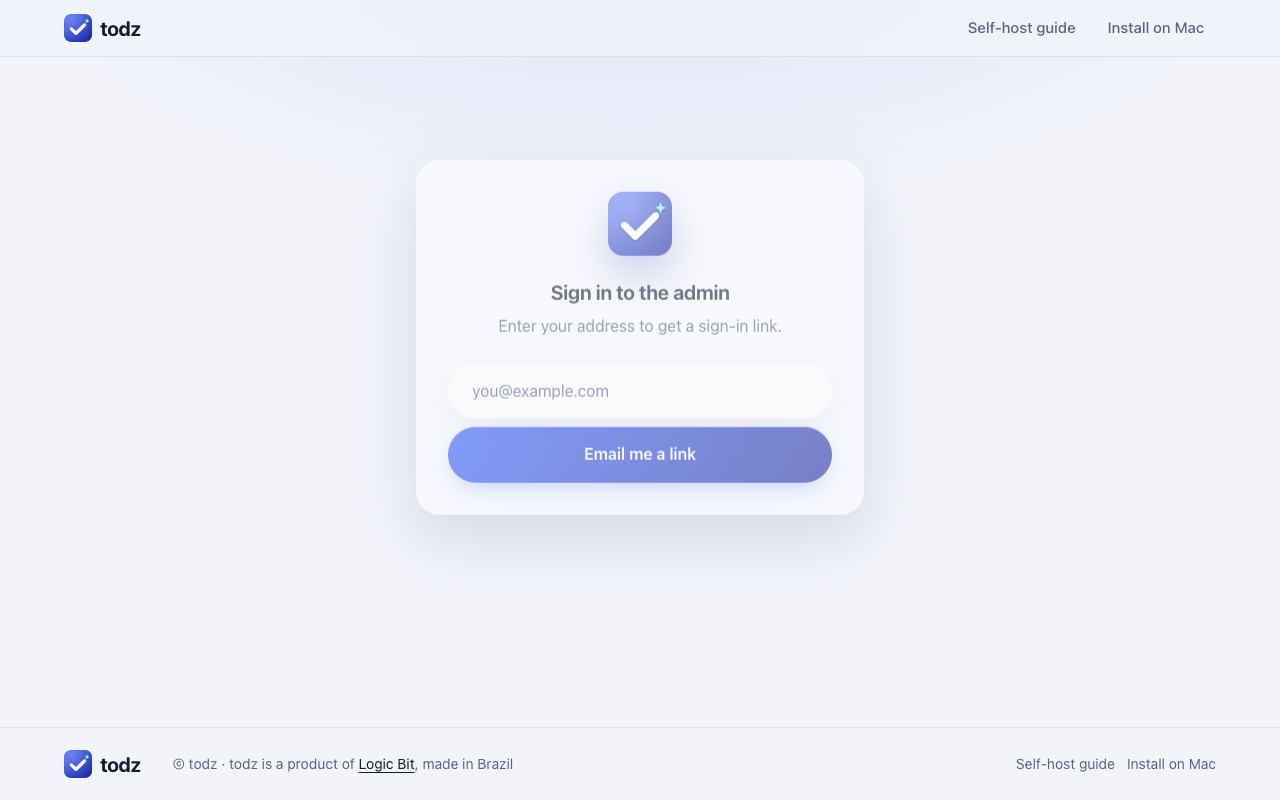 todz
Self-host guide
Install on Mac
Sign in to the admin
Enter your address to get a sign-in link.
you@example.com
Email me a link
todz
© todz · todz is a product of Logic Bit, made in Brazil
Self-host guide
Install on Mac